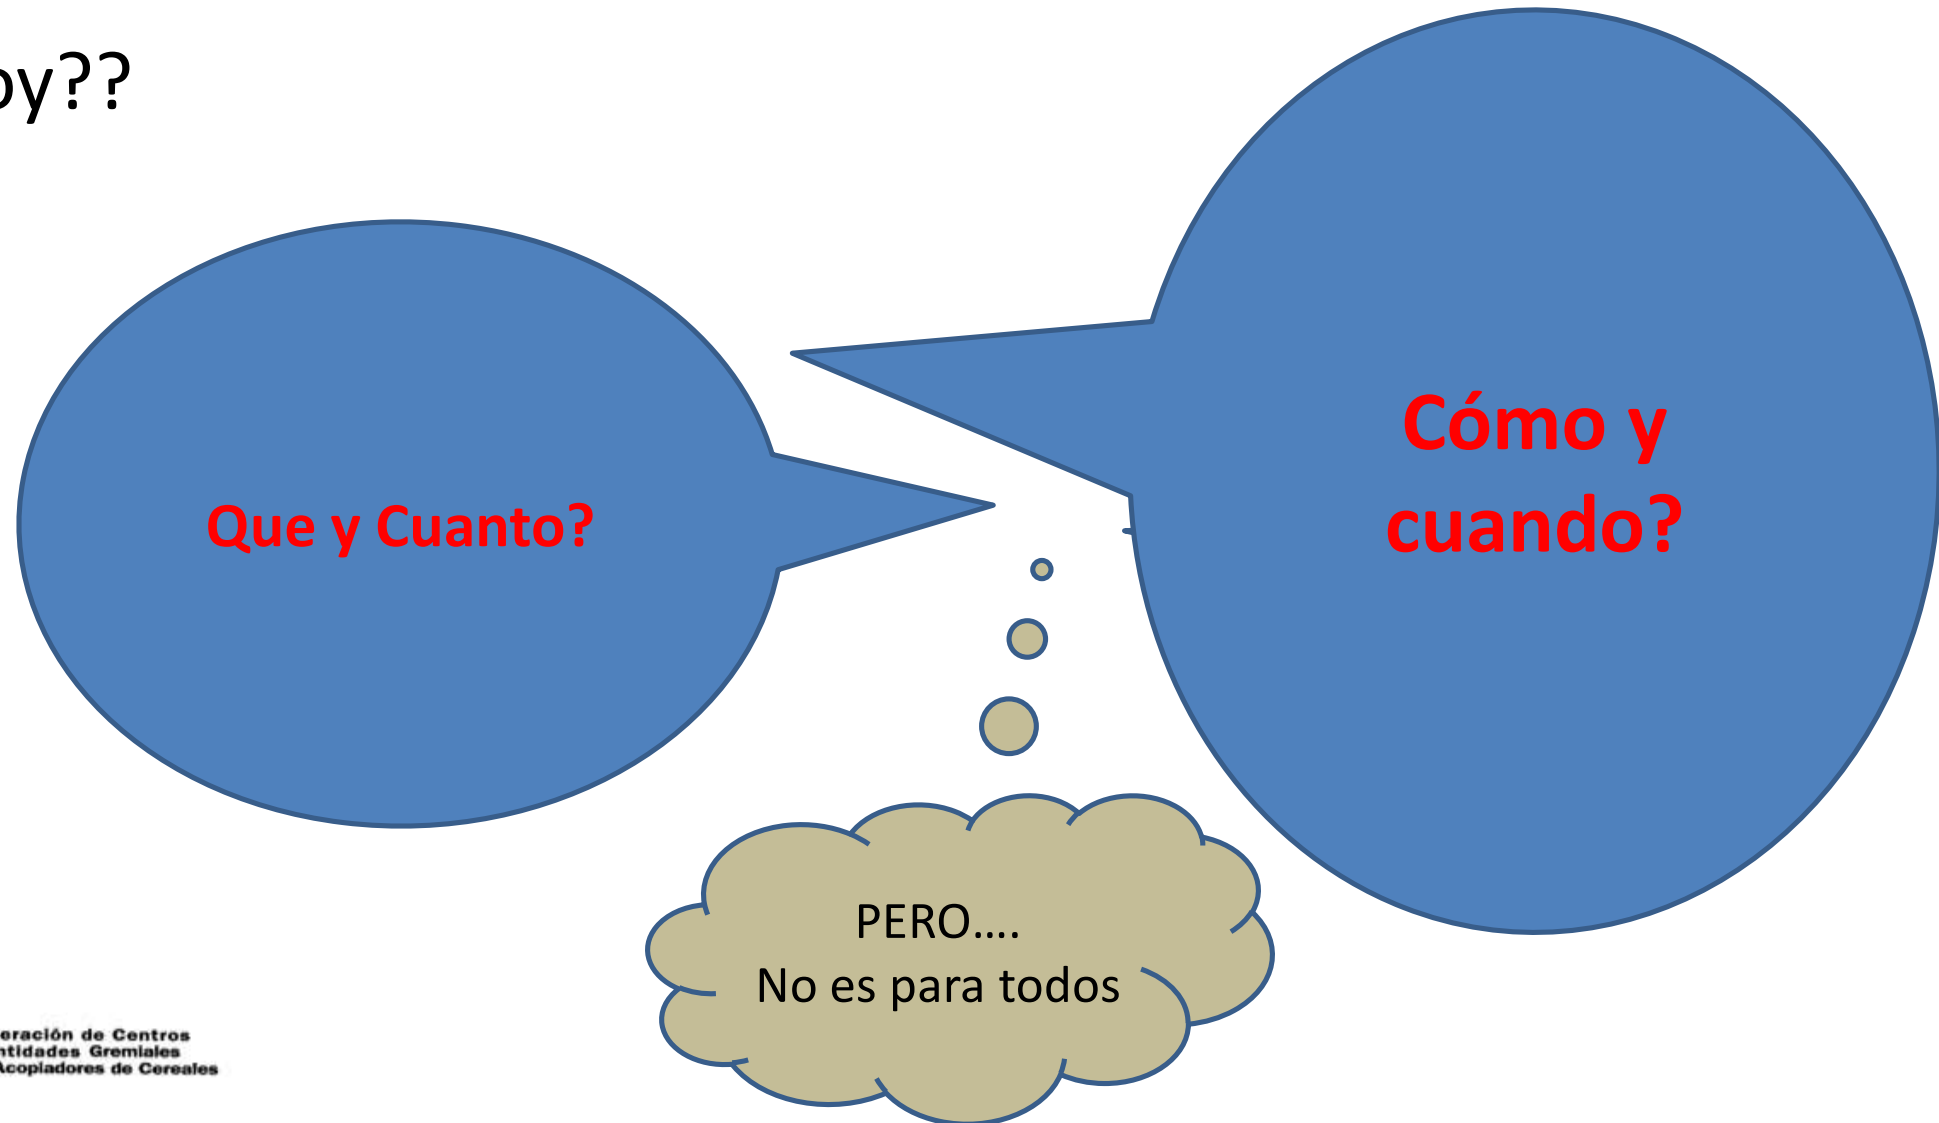 oy??
Que y Cuanto?
Cómo y
cuando?
PERO....
No es para todos
eración de Centros
ntidades Gremiales
Acopiadores de Cereales